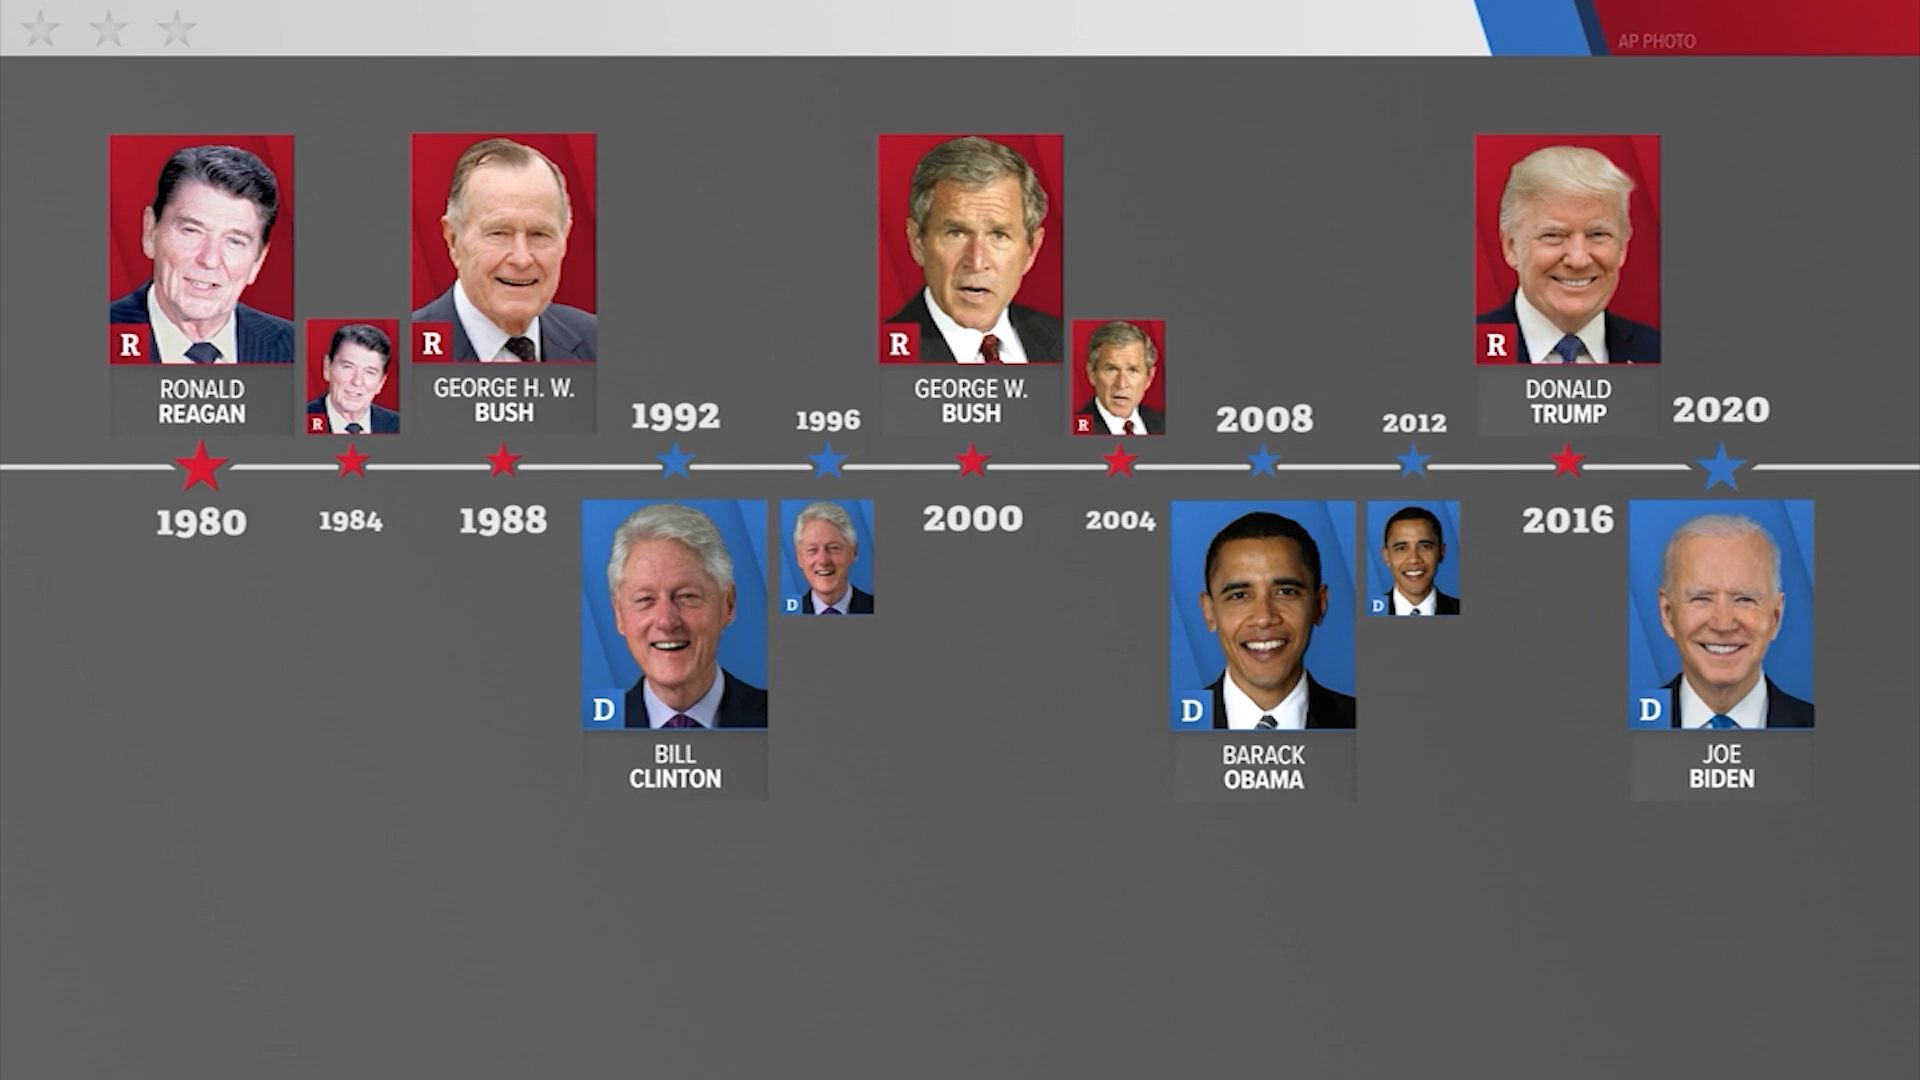 AP PHOTO
R
RONALD
REAGAN
R
R
GEORGE H. W.
BUSH
1992
1996
R
GEORGE W.
BUSH
R
2008
2012
R
DONALD
TRUMP
2020
1980
1984
1988
D
BILL
CLINTON
D
2000
2004
D
BARACK
OBAMA
D
2016
D
JOE
BIDEN